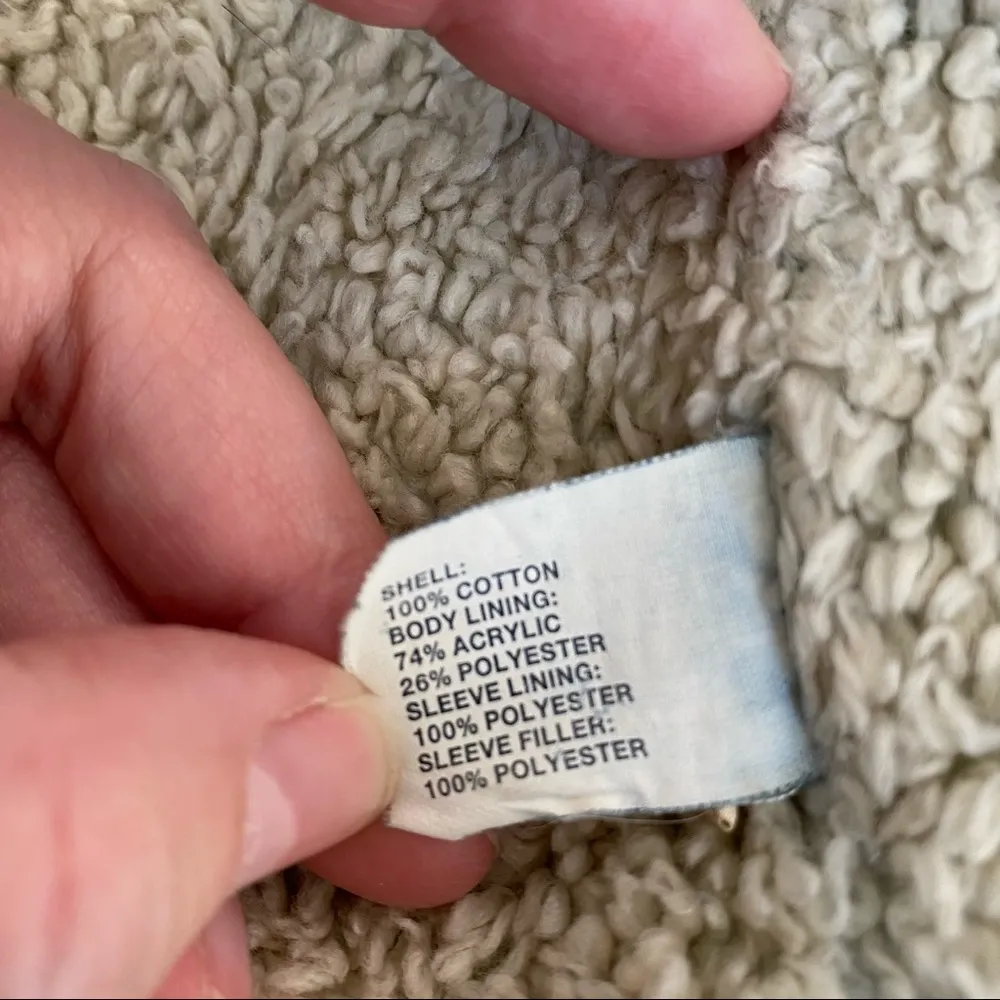 SHELL:
100% COTTON
BODY LINING:
74% ACRYLIC
26% POLYESTER
SLEEVE LINING:
100% POLYESTER
SLEEVE FILLER:
100% POLYESTER